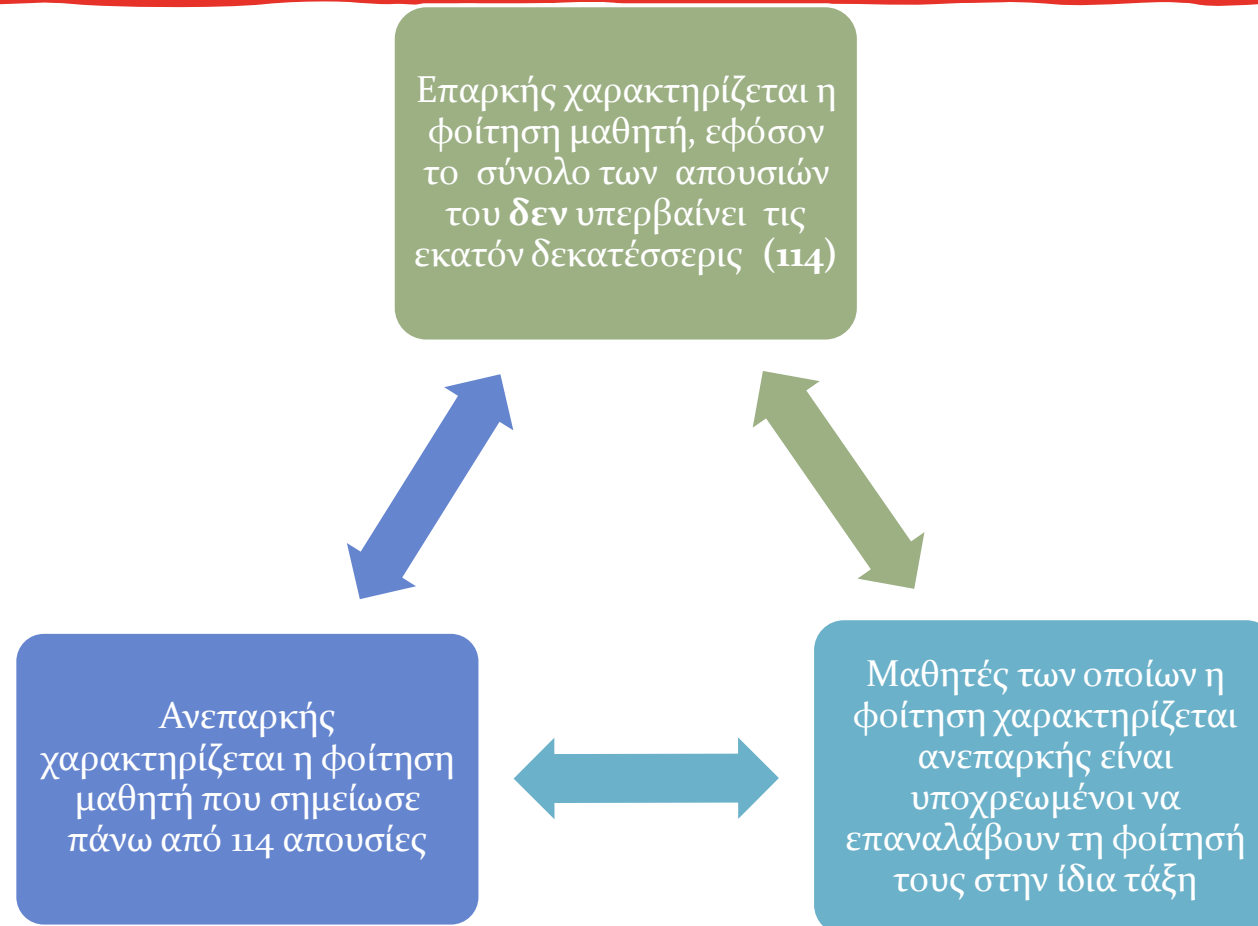 Επαρκής χαρακτηρίζεται η
φοίτηση μαθητή, εφόσον
το σύνολο των απουσιών
του δεν υπερβαίνει τις
εκατόν δεκατέσσερις (114)
Ανεπαρκής
χαρακτηρίζεται η φοίτηση
μαθητή που σημείωσε
πάνω από 114 απουσίες
Μαθητές των οποίων η
φοίτηση χαρακτηρίζεται
ανεπαρκής είναι
υποχρεωμένοι να
επαναλάβουν τη φοίτησή
τους στην ίδια τάξη